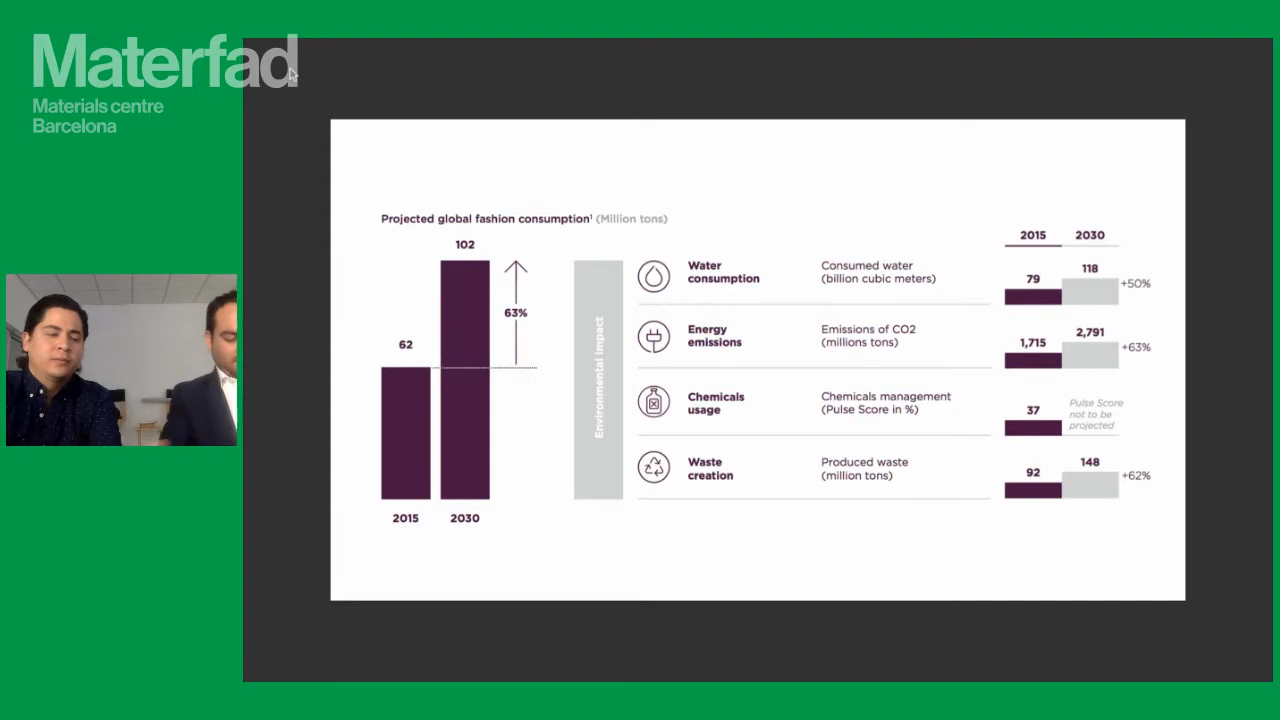 Materfad
Materials centre
Barcelona
Projected global fashion consumption¹ (Million tons)
102
63%
62
2015
2030
Environmental impact
2015
2030
Water
consumption
Consumed water
(billion cubic meters)
79
118
+50%
Energy
emissions
Emissions of CO2
(millions tons)
1,715
2,791
+63%
Chemicals
usage
Chemicals management
(Pulse Score in %)
37
Pulse Score
not to be
projected
Waste
creation
Produced waste
(million tons)
92
148
+62%